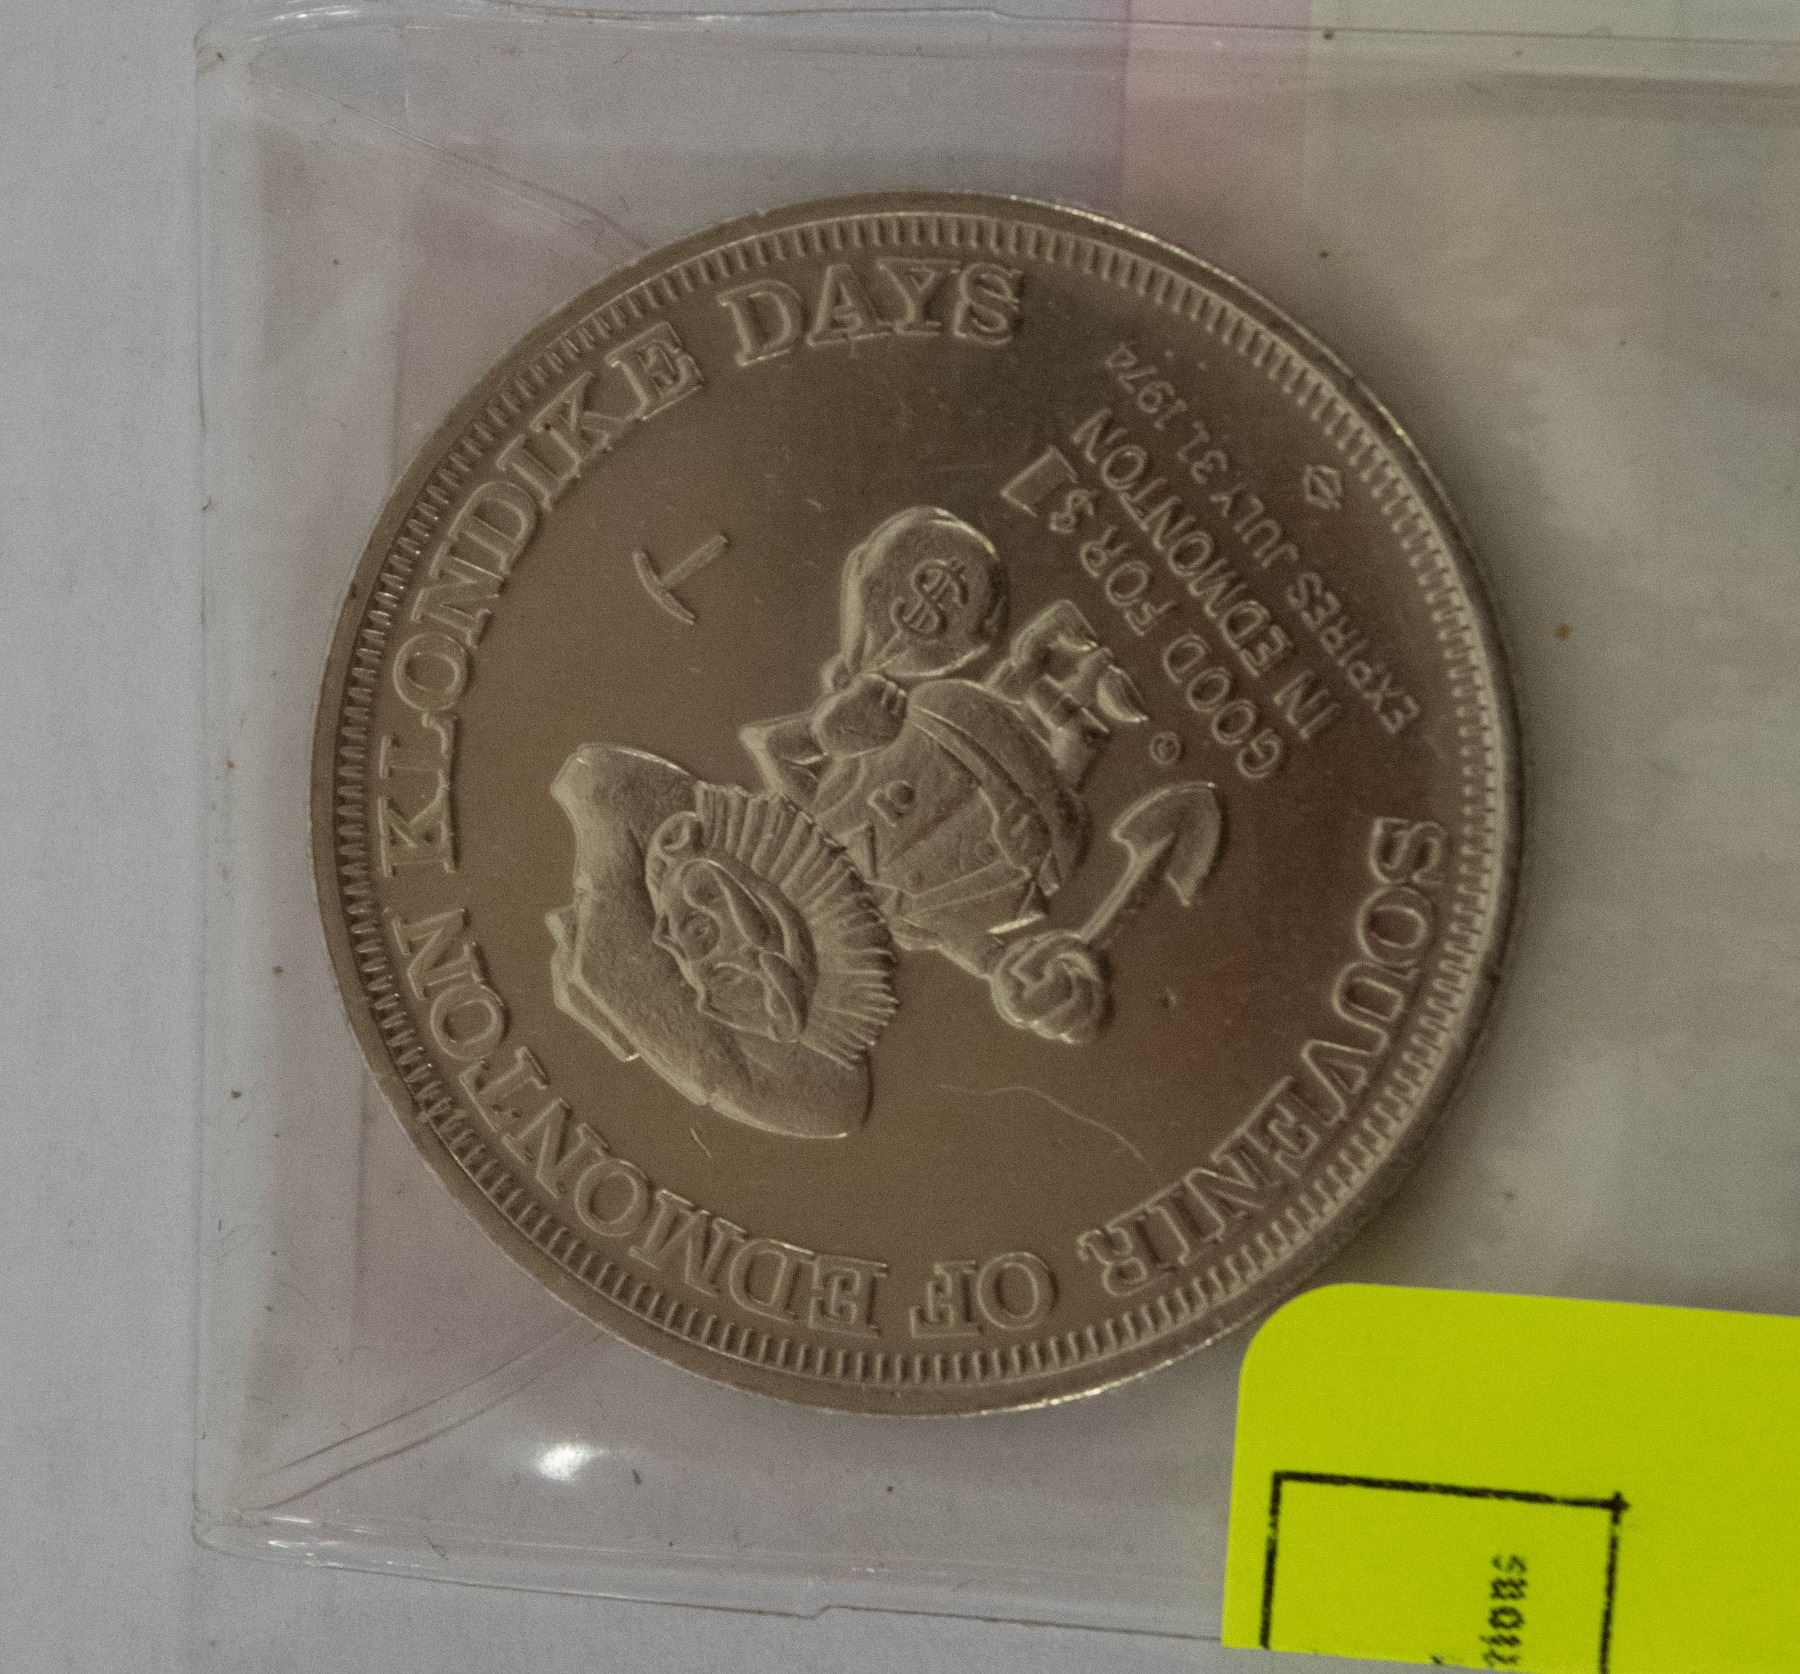 SOUVENIR OF EDMONTON KLONDIKE DAYS
$
©
GOOD FOR $1
IN EDMONTON
EXPIRES JULY 31, 1974